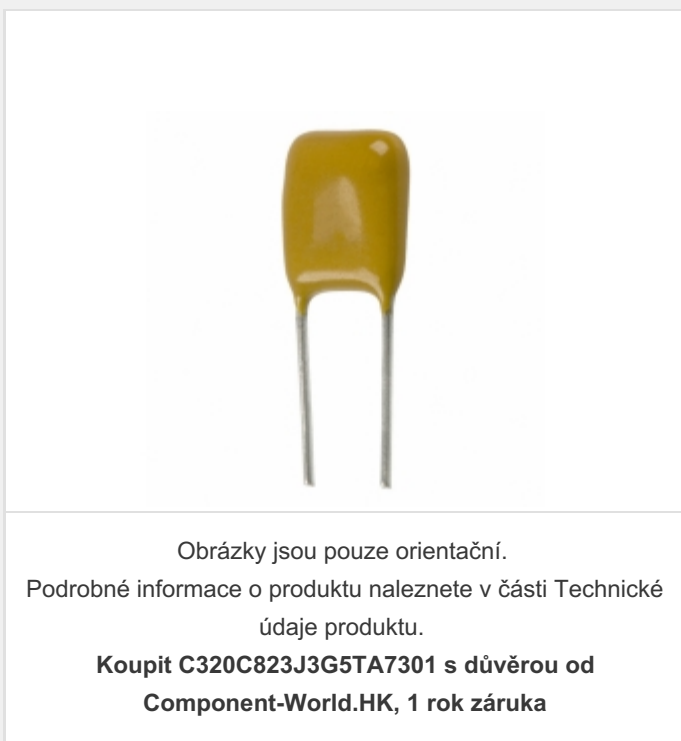 Obrázky jsou pouze orientační.
Podrobné informace o produktu naleznete v části Technické
údaje produktu.
Koupit C320C823J3G5TA7301 s důvěrou od
Component-World.HK, 1 rok záruka